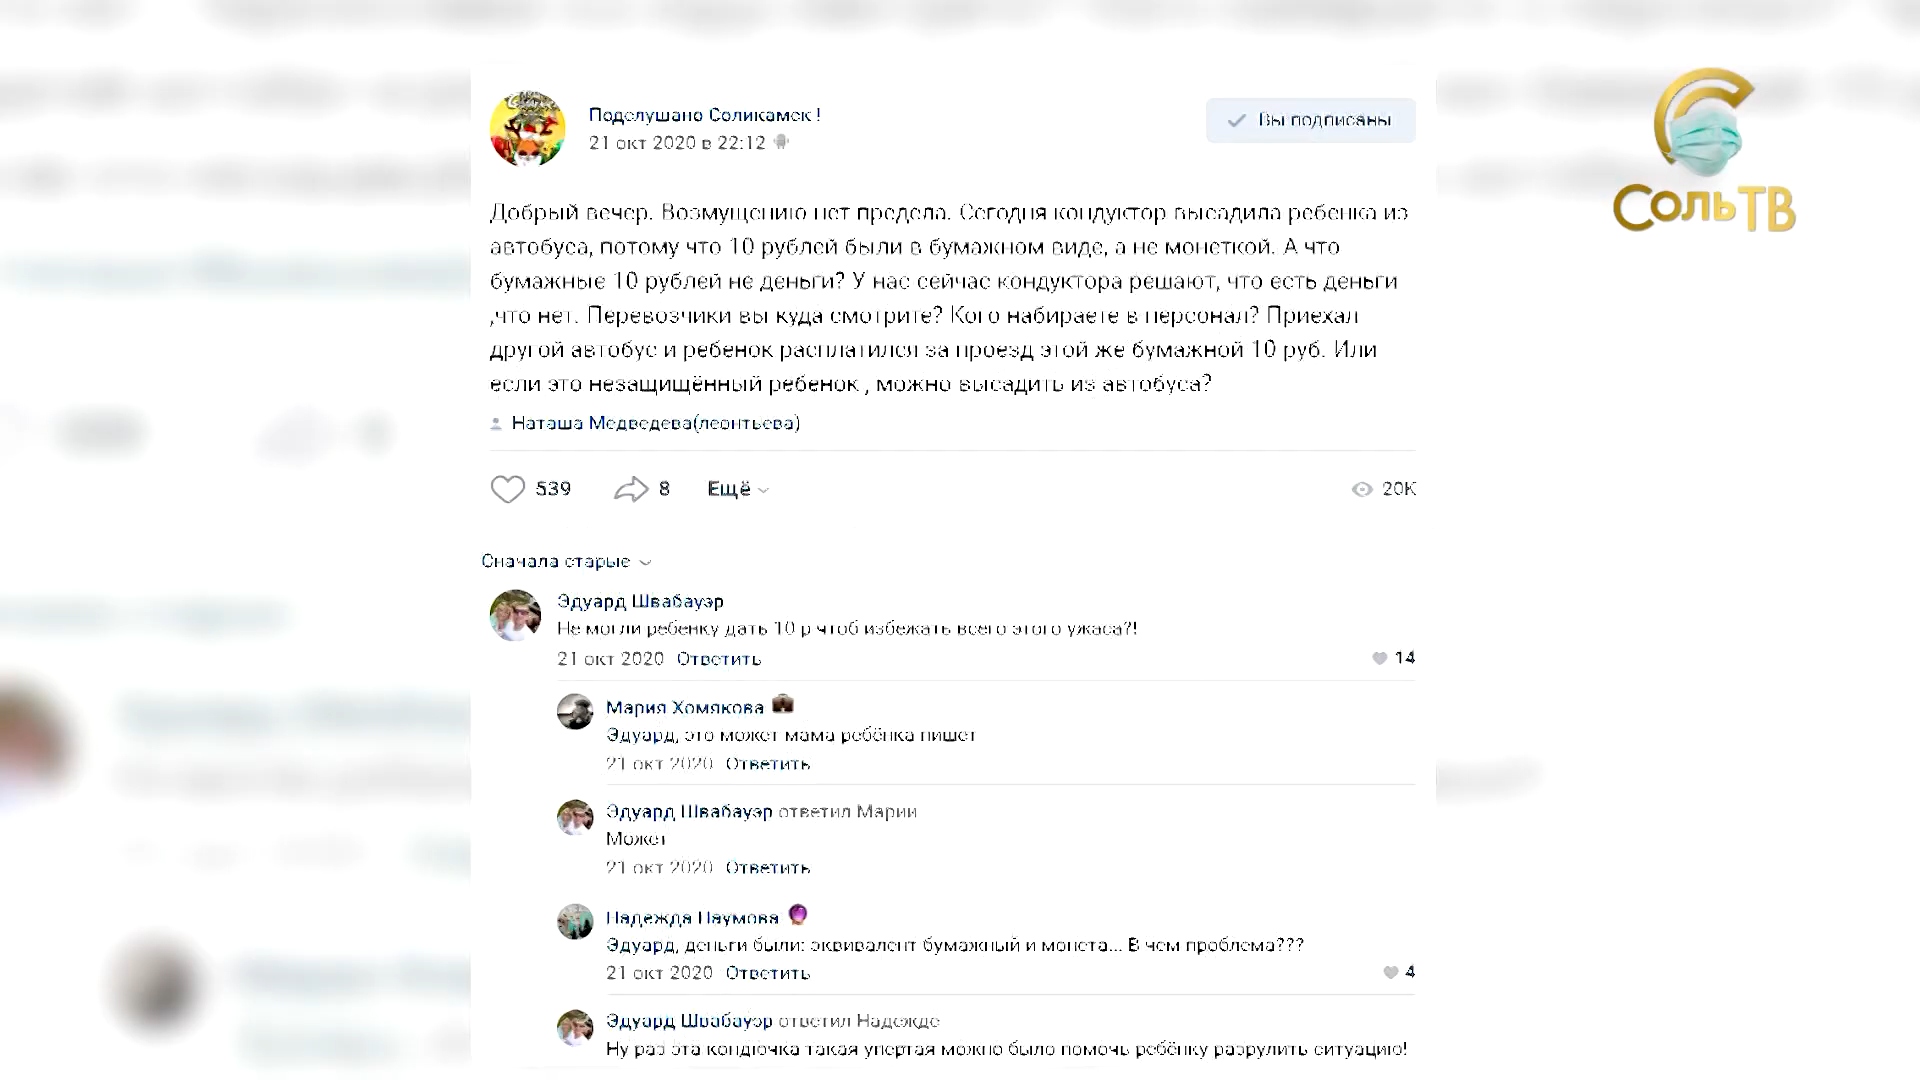 Подслушано Соликамск !
21 окт 2020 в 22:12
Вы подписаны
СольТВ
Добрый вечер. Возмущению нет предела. Сегодня кондуктор высадила ребенка из
автобуса, потому что 10 рублей были в бумажном виде, а не монеткой. А что
бумажные 10 рублей не деньги? У нас сейчас кондуктора решают, что есть деньги
,что нет. Перевозчики вы куда смотрите? Кого набираете в персонал? Приехал
другой автобус и ребенок расплатился за проезд этой же бумажной 10 руб. Или
если это незащищённый ребенок , можно высадить из автобуса?
Наташа Медведева(леонтьева)
539 8 Ещё 20K
Сначала старые
Эдуард Швабауэр
Не могли ребенку дать 10 р чтоб избежать всего этого ужаса?!
21 окт 2020 Ответить 14
Мария Хомякова
Эдуард, это может мама ребёнка пишет
21 окт 2020 Ответить
Эдуард Швабауэр ответил Марии
Может
21 окт 2020 Ответить
Надежда Наумова
Эдуард, деньги были: эквивалент бумажный и монета... В чем проблема???
21 окт 2020 Ответить 4
Эдуард Швабауэр ответил Надежде
Ну раз эта кондючка такая упертая можно было помочь ребёнку разрулить ситуацию!